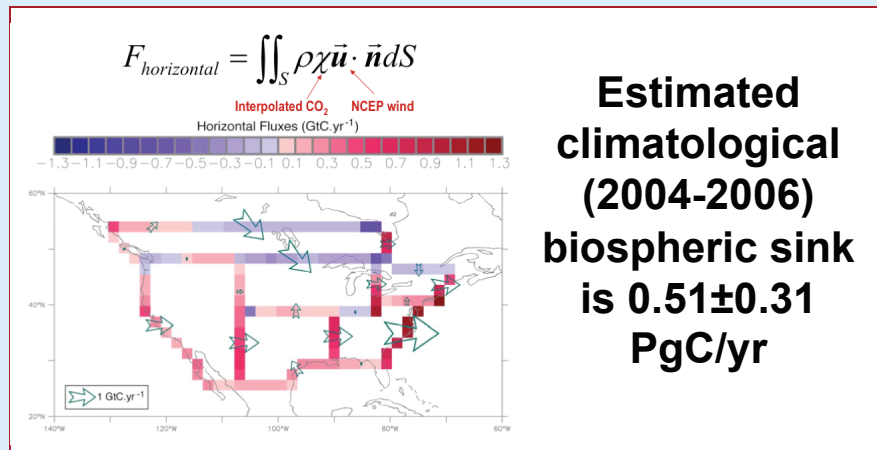 F_horizontal = ∬_S ρχu⃗ · n⃗dS
Interpolated CO₂ NCEP wind
Horizontal Fluxes (GtC.yr⁻¹)
−1.3−1.1−0.9−0.7−0.5−0.3−0.1 0.1 0.3 0.5 0.7 0.9 1.1 1.3
60°N
40°N
20°N
1 GtC.yr⁻¹
140°W 120°W 100°W 80°W 60°W
Estimated
climatological
(2004-2006)
biospheric sink
is 0.51±0.31
PgC/yr